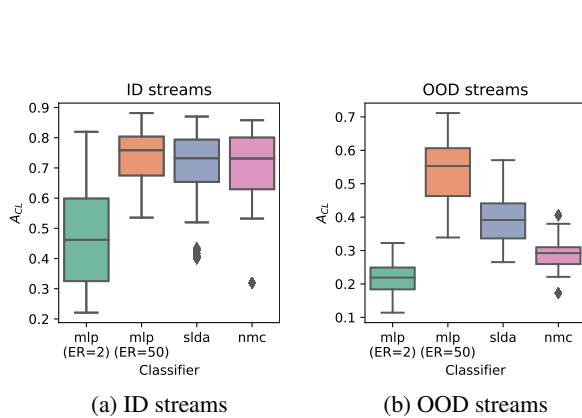 ID streams
0.9
0.8
0.7
0.6
0.5
0.4
0.3
0.2
A_CL
mlp (ER=2)
mlp (ER=50)
slda
nmc
Classifier
(a) ID streams
OOD streams
0.7
0.6
0.5
0.4
0.3
0.2
0.1
A_CL
mlp (ER=2)
mlp (ER=50)
slda
nmc
Classifier
(b) OOD streams